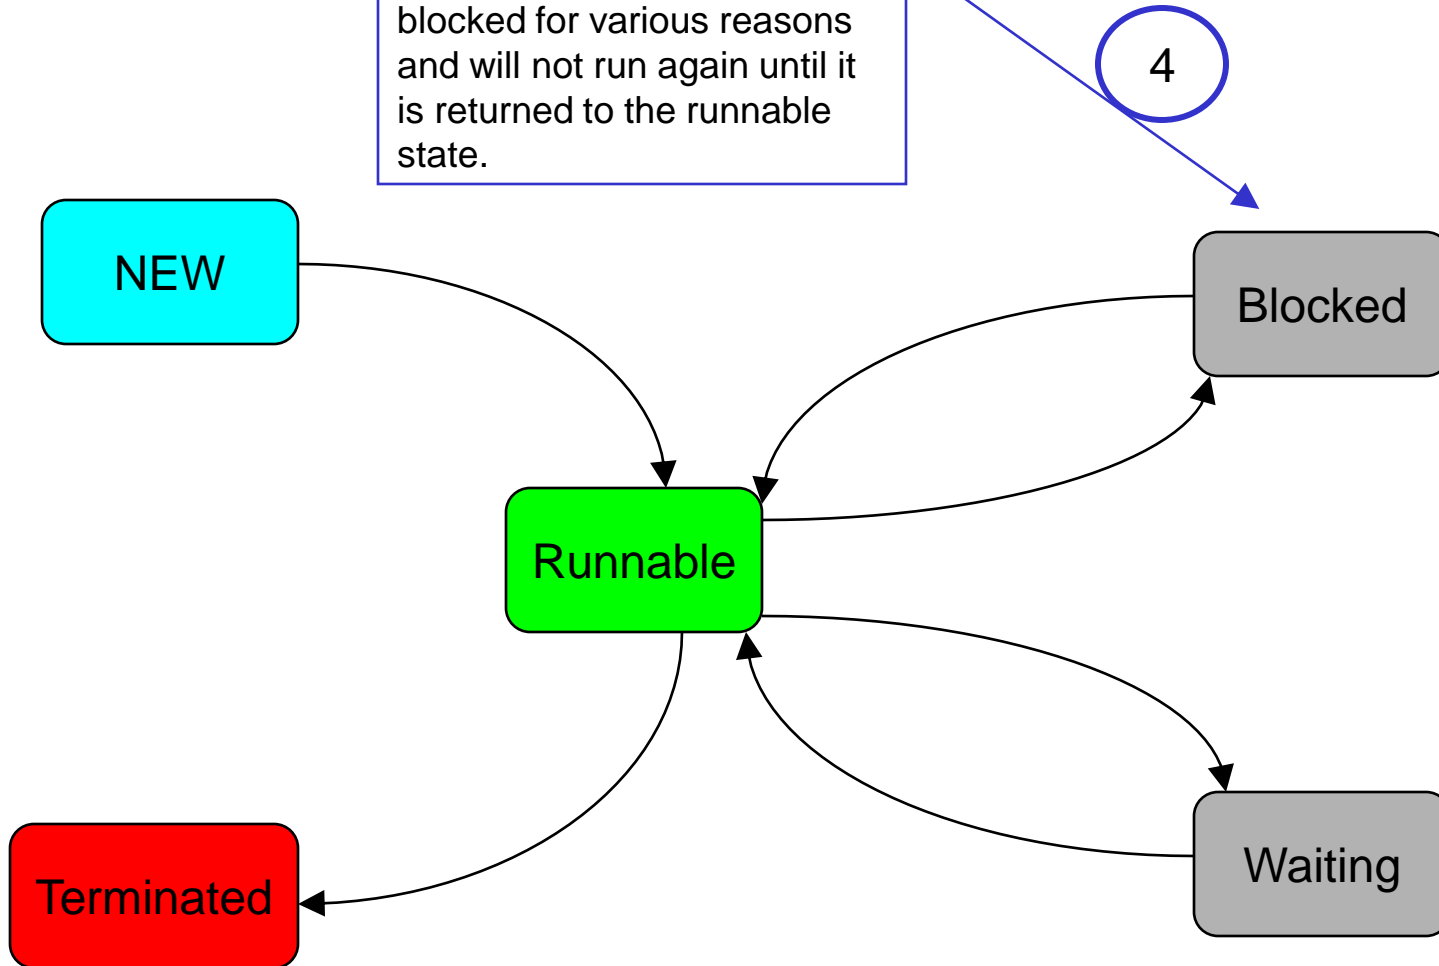 blocked for various reasons
and will not run again until it
is returned to the runnable
state.
4
NEW
Blocked
Runnable
Terminated
Waiting